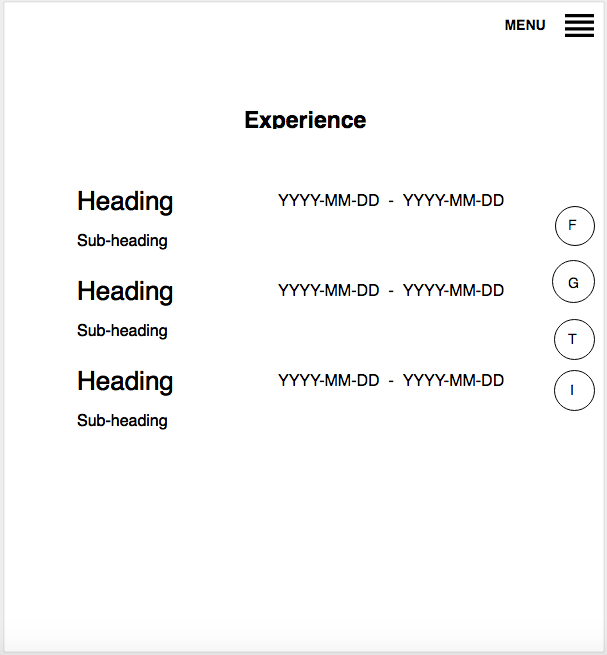 MENU
Experience
Heading YYYY-MM-DD - YYYY-MM-DD
F
Sub-heading
G
Heading YYYY-MM-DD - YYYY-MM-DD
Sub-heading
T
Heading YYYY-MM-DD - YYYY-MM-DD
I
Sub-heading